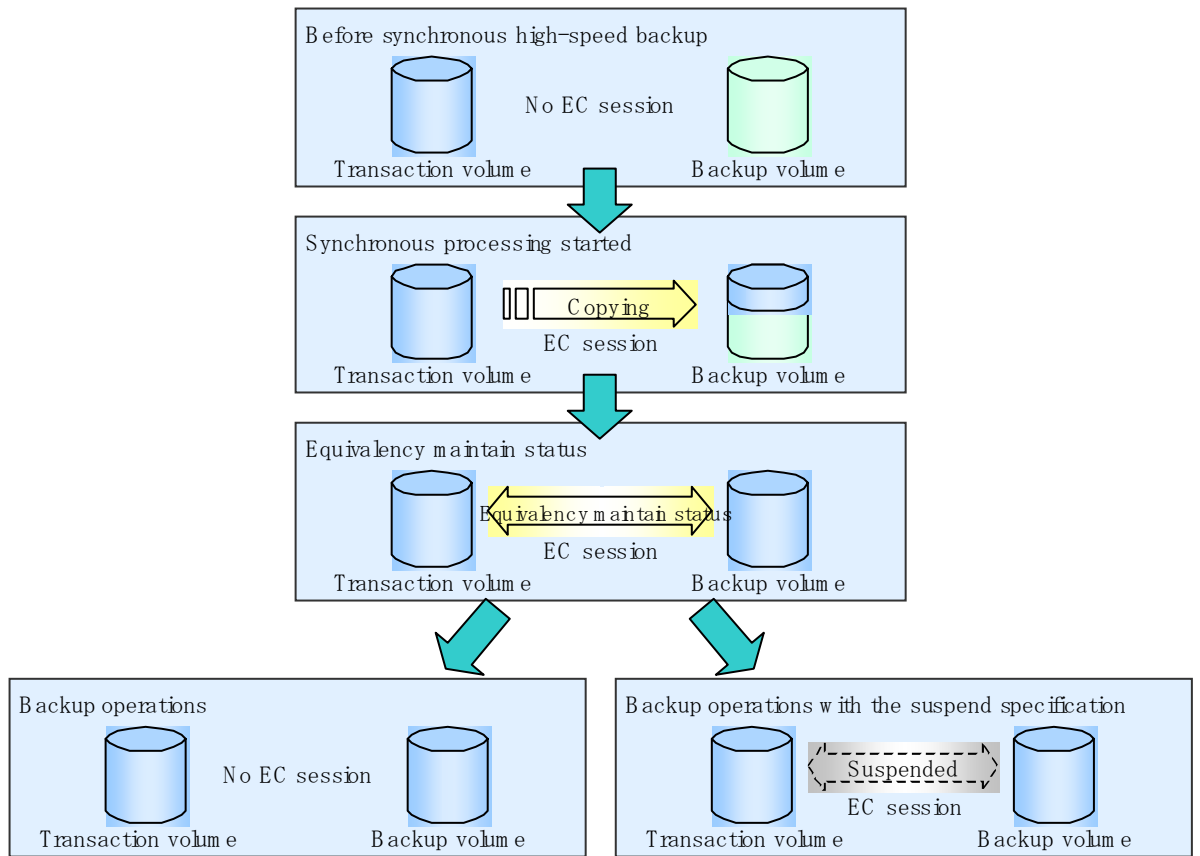 Before synchronous high-speed backup
No EC session
Transaction volume
Backup volume
Synchronous processing started
Copying
EC session
Transaction volume
Backup volume
Equivalency maintain status
Equivalency maintain status
EC session
Transaction volume
Backup volume
Backup operations
No EC session
Transaction volume
Backup volume
Backup operations with the suspend specification
Suspended
EC session
Transaction volume
Backup volume